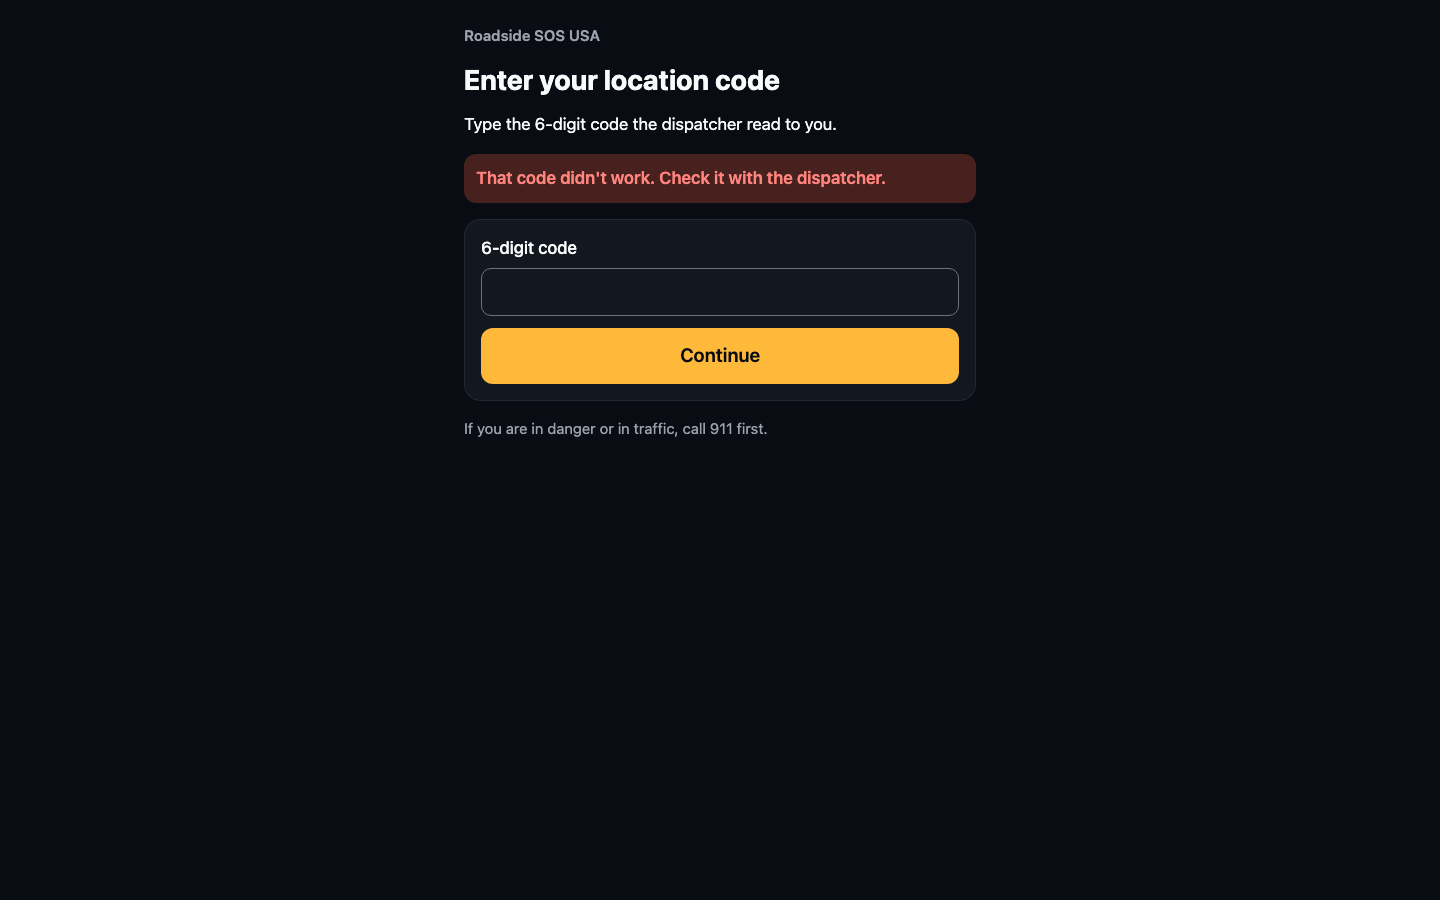 Roadside SOS USA
Enter your location code
Type the 6-digit code the dispatcher read to you.
That code didn't work. Check it with the dispatcher.
6-digit code
Continue
If you are in danger or in traffic, call 911 first.